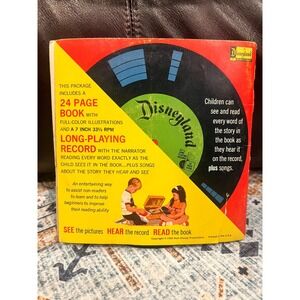 THIS PACKAGE
INCLUDES A
24 PAGE
BOOK WITH
FULL-COLOR ILLUSTRATIONS
AND A 7 INCH 33⅓ RPM
LONG-PLAYING
RECORD WITH THE NARRATOR
READING EVERY WORD EXACTLY AS THE
CHILD SEES IT IN THE BOOK...PLUS SONGS
ABOUT THE STORY THEY HEAR AND SEE
An entertaining way
to assist non-readers
to learn and to help
beginners to improve
their reading ability
Disneyland
Children can
see and read
every word of
the story in
the book as
they hear it
on the record,
plus songs.
SEE the pictures HEAR the record READ the book